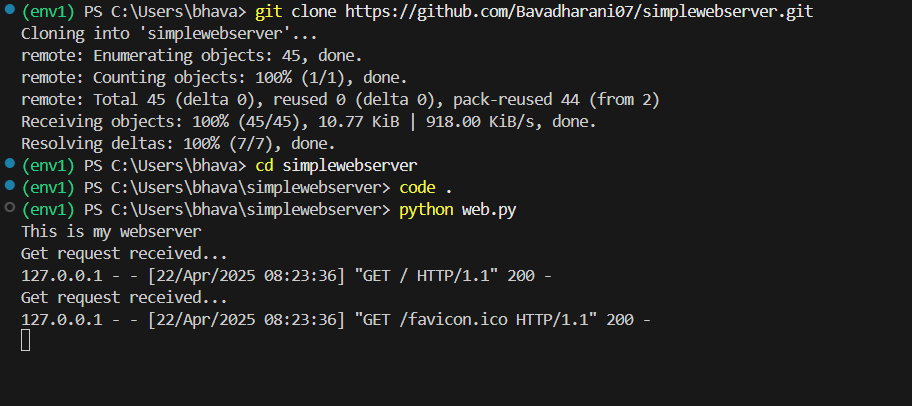 (env1) PS C:\Users\bhava> git clone https://github.com/Bavadharani07/simplewebserver.git
Cloning into 'simplewebserver'...
remote: Enumerating objects: 45, done.
remote: Counting objects: 100% (1/1), done.
remote: Total 45 (delta 0), reused 0 (delta 0), pack-reused 44 (from 2)
Receiving objects: 100% (45/45), 10.77 KiB | 918.00 KiB/s, done.
Resolving deltas: 100% (7/7), done.
(env1) PS C:\Users\bhava> cd simplewebserver
(env1) PS C:\Users\bhava\simplewebserver> code .
(env1) PS C:\Users\bhava\simplewebserver> python web.py
This is my webserver
Get request received...
127.0.0.1 - - [22/Apr/2025 08:23:36] "GET / HTTP/1.1" 200 -
Get request received...
127.0.0.1 - - [22/Apr/2025 08:23:36] "GET /favicon.ico HTTP/1.1" 200 -